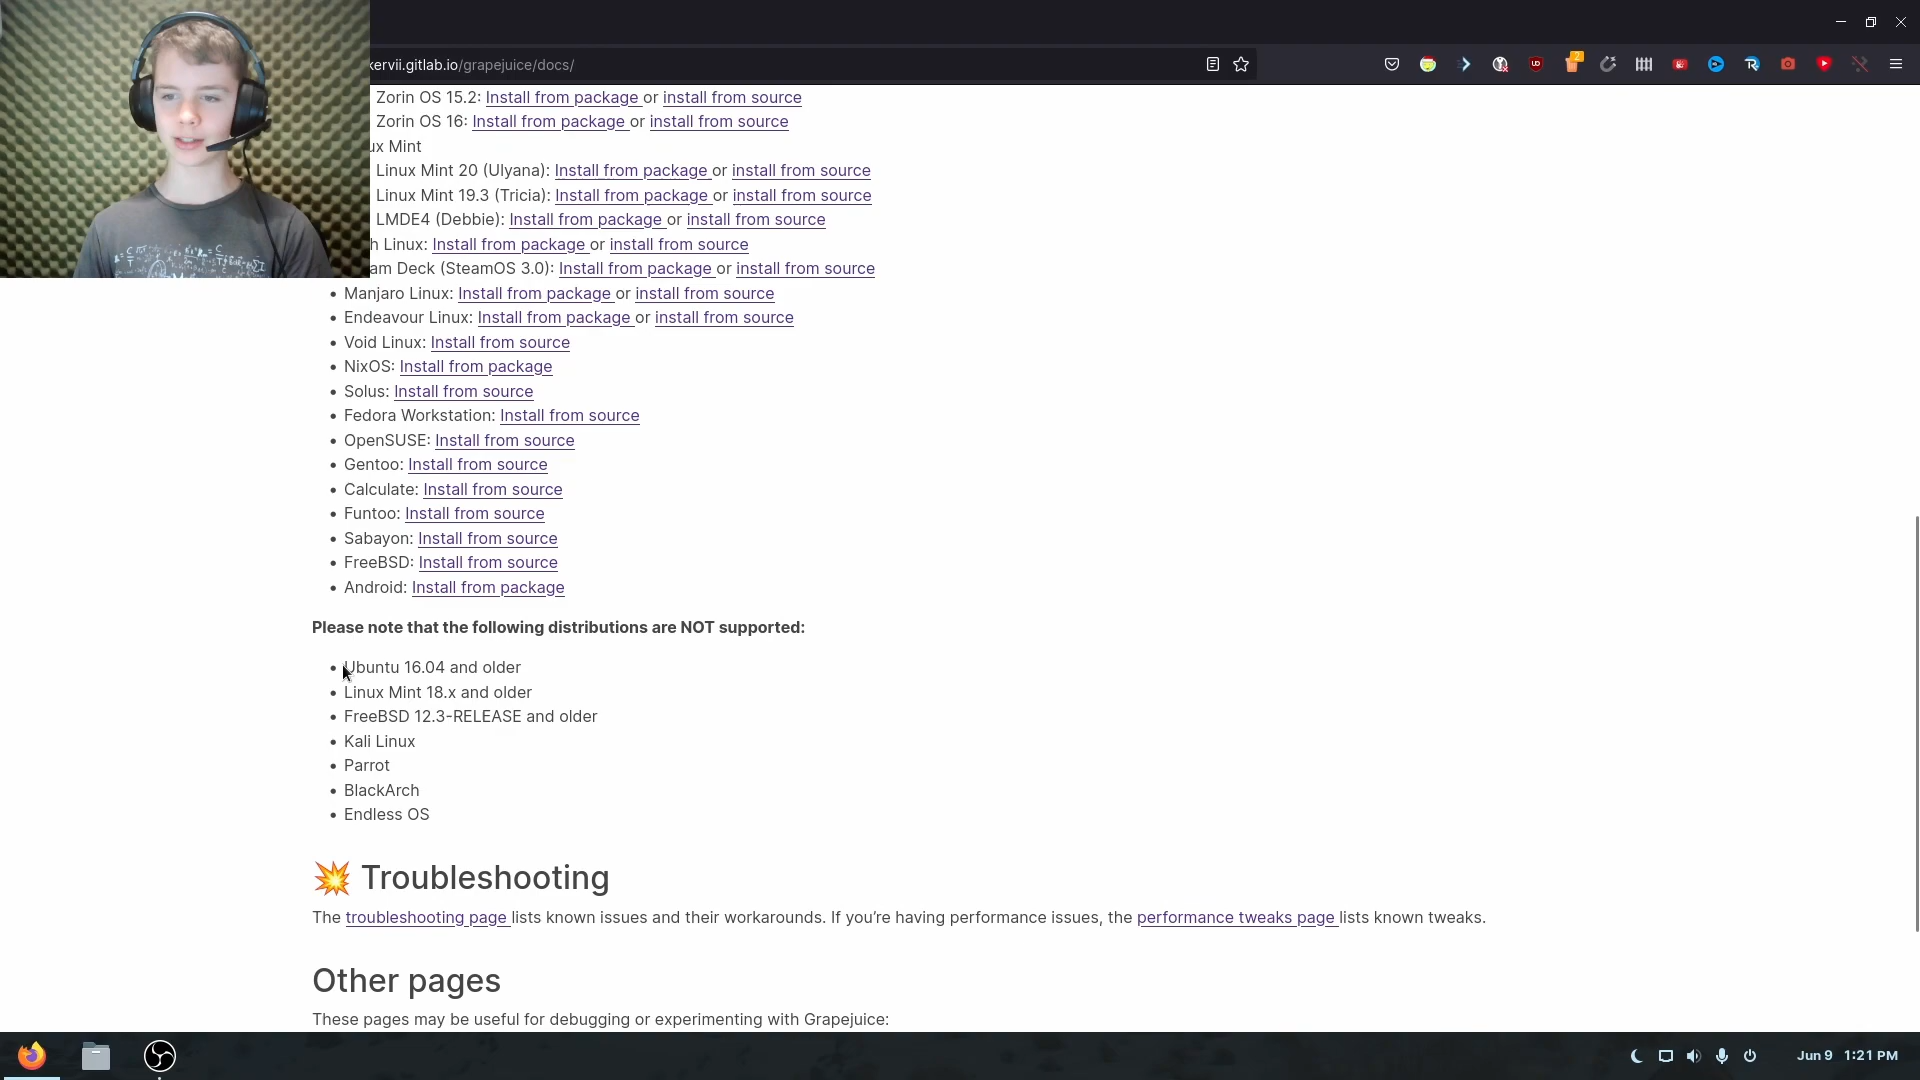 kervii.gitlab.io/grapejuice/docs/
Zorin OS 15.2: Install from package or install from source
Zorin OS 16: Install from package or install from source
ux Mint
Linux Mint 20 (Ulyana): Install from package or install from source
Linux Mint 19.3 (Tricia): Install from package or install from source
LMDE4 (Debbie): Install from package or install from source
h Linux: Install from package or install from source
am Deck (SteamOS 3.0): Install from package or install from source
• Manjaro Linux: Install from package or install from source
• Endeavour Linux: Install from package or install from source
• Void Linux: Install from source
• NixOS: Install from package
• Solus: Install from source
• Fedora Workstation: Install from source
• OpenSUSE: Install from source
• Gentoo: Install from source
• Calculate: Install from source
• Funtoo: Install from source
• Sabayon: Install from source
• FreeBSD: Install from source
• Android: Install from package
Please note that the following distributions are NOT supported:
• Ubuntu 16.04 and older
• Linux Mint 18.x and older
• FreeBSD 12.3-RELEASE and older
• Kali Linux
• Parrot
• BlackArch
• Endless OS
💥 Troubleshooting
The troubleshooting page lists known issues and their workarounds. If you’re having performance issues, the performance tweaks page lists known tweaks.
Other pages
These pages may be useful for debugging or experimenting with Grapejuice:
Jun 9 1:21 PM